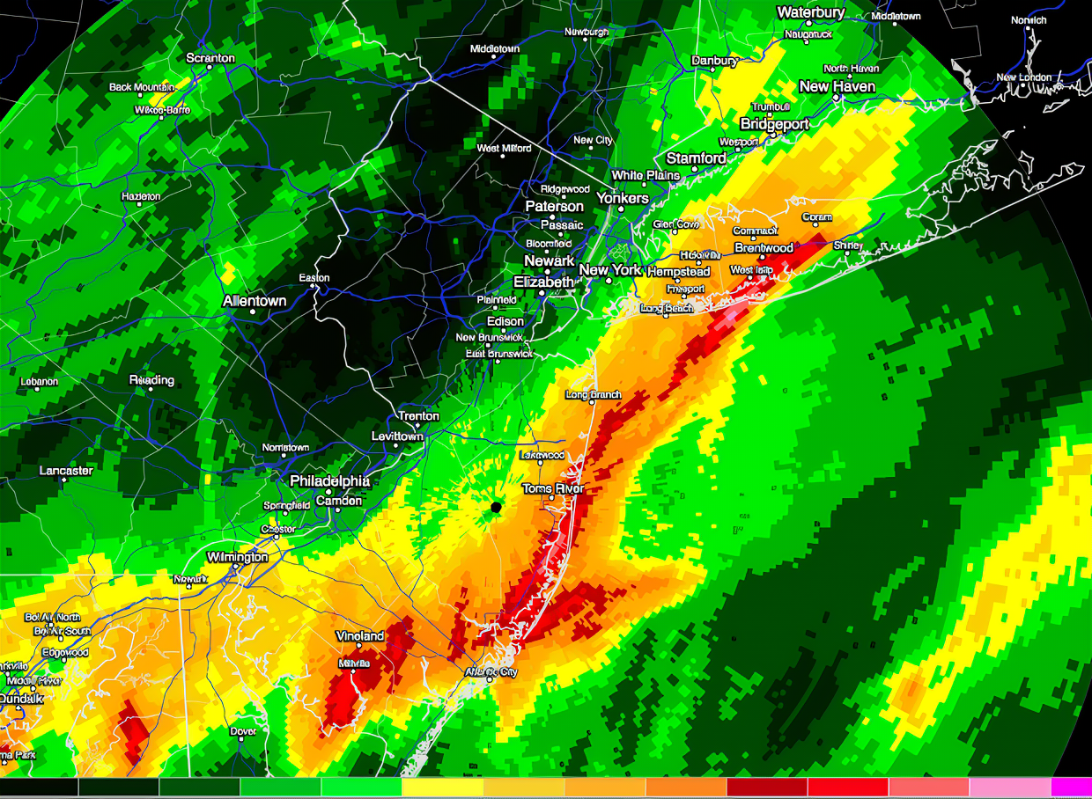 Waterbury
Middletown
Norwich
Newburgh
Naugatuck
Middletown
Scranton
Danbury
North Haven
New London
Back Mountain
New Haven
Wilkes-Barre
Trumbull
Bridgeport
New City
Westport
West Milford
Stamford
White Plains
Ridgewood
Hazleton
Yonkers
Paterson
Coram
Passaic
Glen Cove
Commack
Bloomfield
Brentwood
Shirley
Newark
New York
Hempstead
West Islip
Easton
Elizabeth
Freeport
Allentown
Plainfield
Long Beach
Edison
New Brunswick
East Brunswick
Lebanon
Reading
Long Branch
Trenton
Levittown
Norristown
Lakewood
Lancaster
Philadelphia
Toms River
Camden
Springfield
Chester
Wilmington
Newark
Bel Air North
Bel Air South
Vineland
Edgewood
Millville
Atlantic City
Middle River
Dundalk
Dover